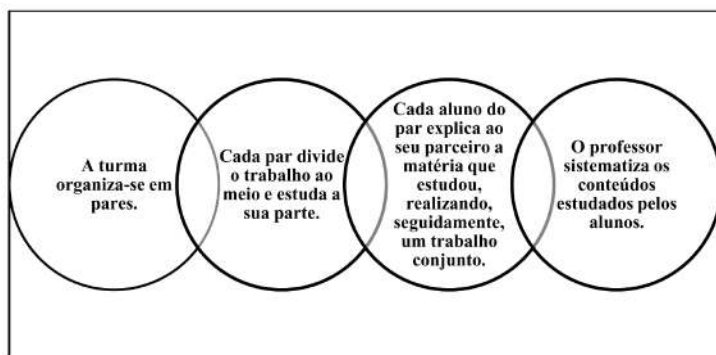 A turma
organiza-se em
pares.
Cada par divide
o trabalho ao
meio e estuda a
sua parte.
Cada aluno do
par explica ao
seu parceiro a
matéria que
estudou,
realizando,
seguidamente,
um trabalho
conjunto.
O professor
sistematiza os
conteúdos
estudados pelos
alunos.